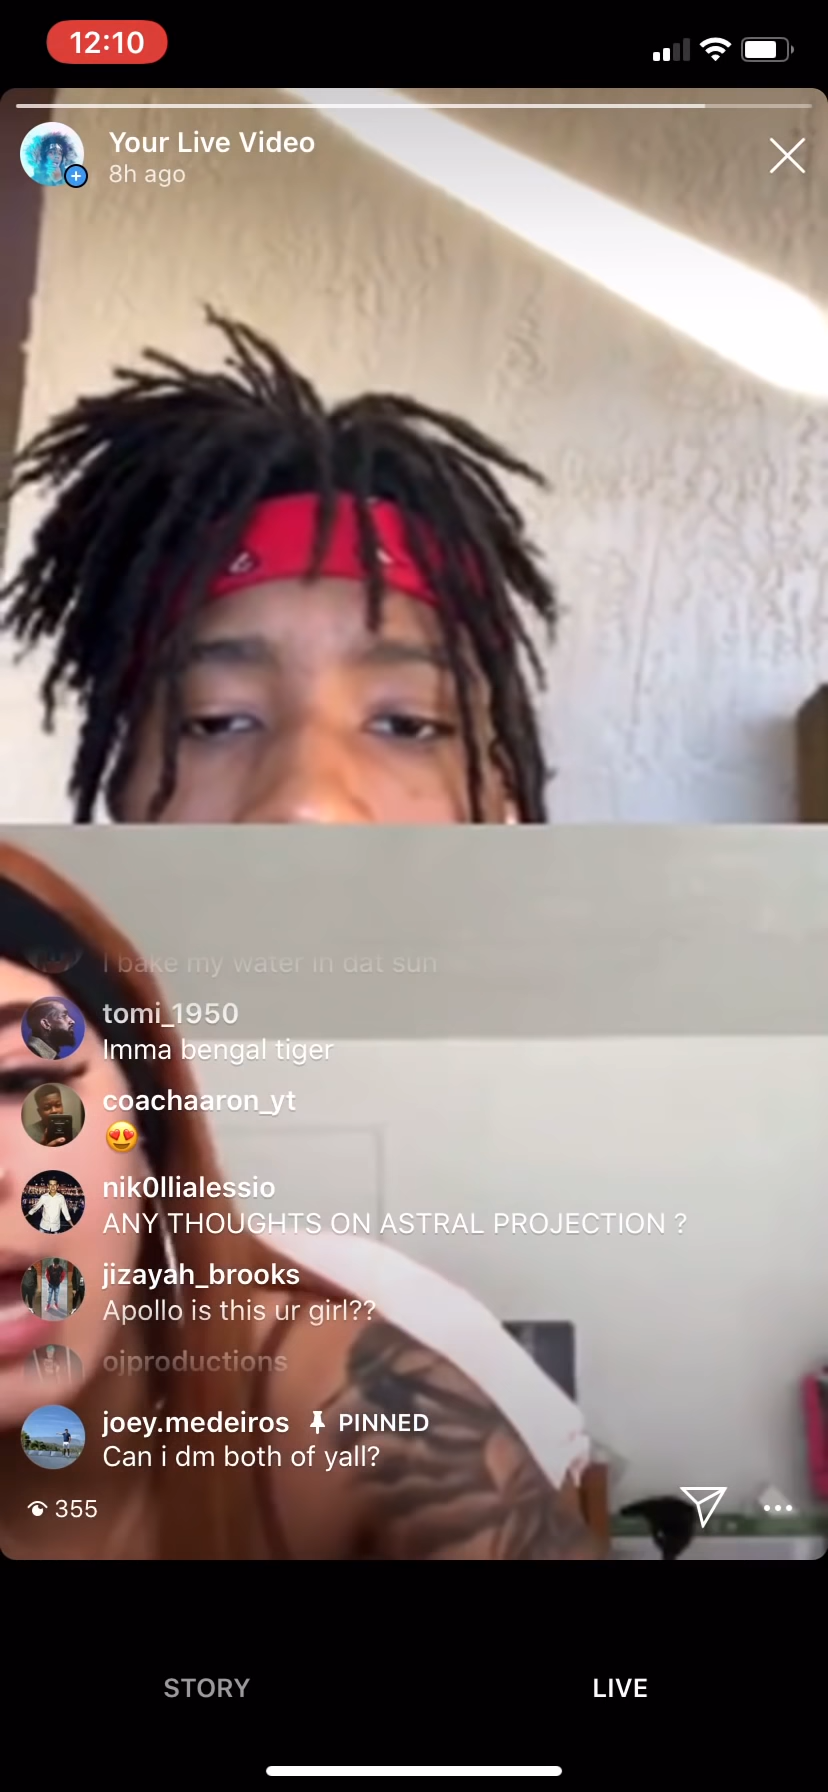 12:10
Your Live Video
8h ago
I bake my water in dat sun
tomi_1950
Imma bengal tiger
coachaaron_yt
😍
nik0llialessio
ANY THOUGHTS ON ASTRAL PROJECTION ?
jizayah_brooks
Apollo is this ur girl??
ojproductions
joey.medeiros PINNED
Can i dm both of yall?
355
STORY LIVE